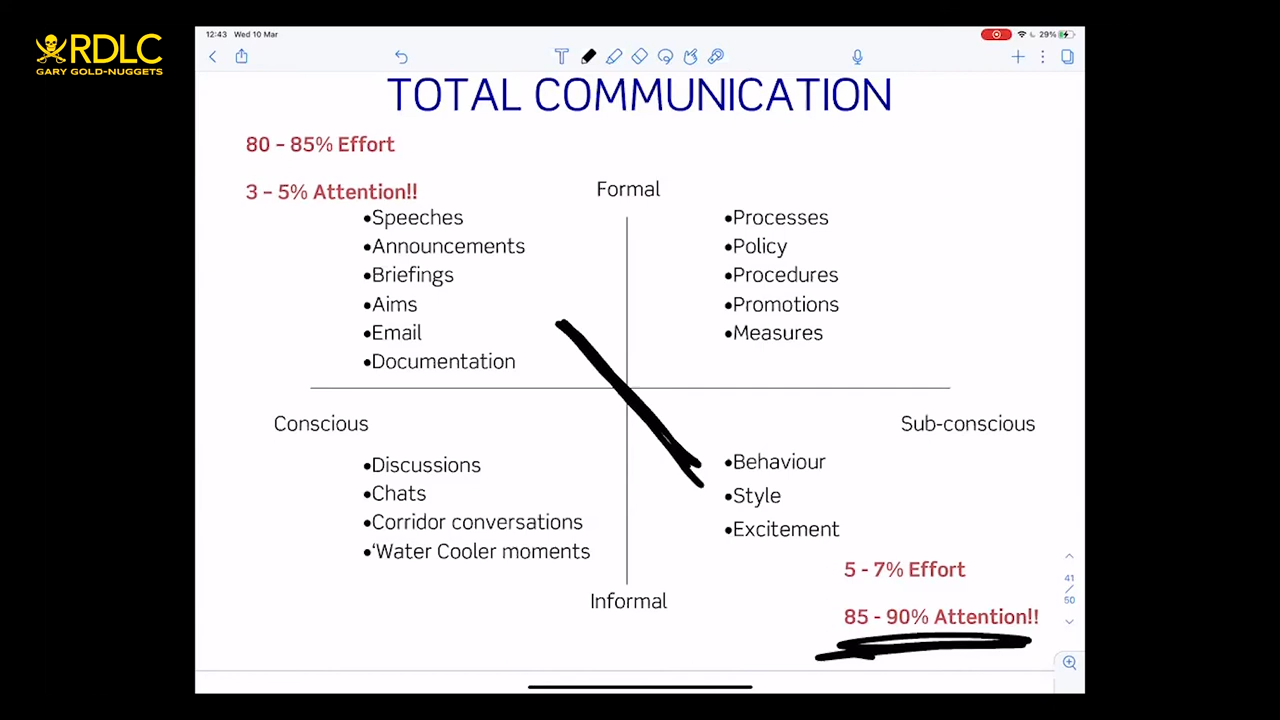 RDLC
GARY GOLD-NUGGETS
12:43 Wed 10 Mar
29%
TOTAL COMMUNICATION
80 - 85% Effort
3 - 5% Attention!!
Formal
•Speeches
•Announcements
•Briefings
•Aims
•Email
•Documentation
•Processes
•Policy
•Procedures
•Promotions
•Measures
Conscious
Sub-conscious
•Discussions
•Chats
•Corridor conversations
•‘Water Cooler moments
•Behaviour
•Style
•Excitement
Informal
5 - 7% Effort
85 - 90% Attention!!
41
/
50